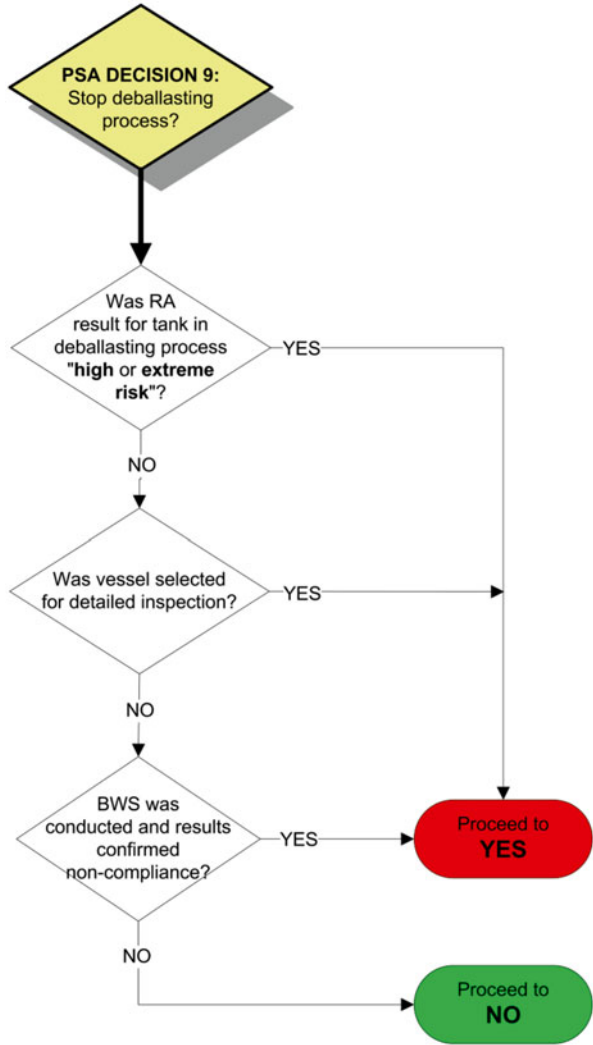 PSA DECISION 9:
Stop deballasting
process?
Was RA
result for tank in
deballasting process
"high or extreme
risk"?
YES
NO
Was vessel selected
for detailed inspection?
YES
NO
BWS was
conducted and results
confirmed
non-compliance?
YES
Proceed to
YES
NO
Proceed to
NO